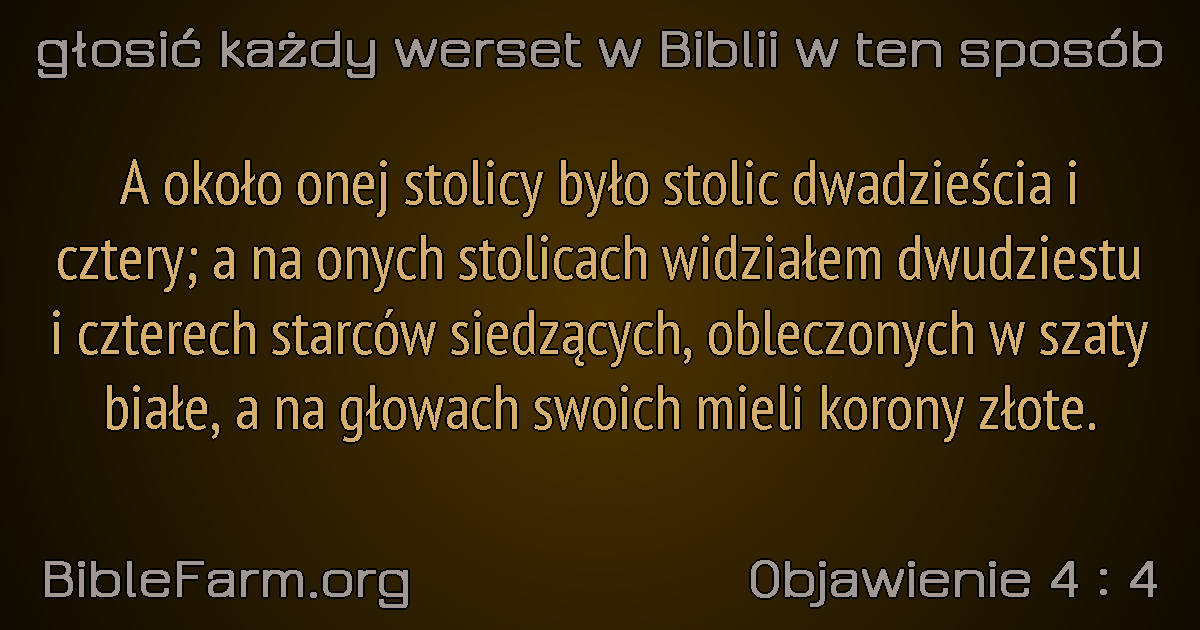 głosić każdy werset w Biblii w ten sposób
A około onej stolicy było stolic dwadzieścia i
cztery; a na onych stolicach widziałem dwudziestu
i czterech starców siedzących, obleczonych w szaty
białe, a na głowach swoich mieli korony złote.
BibleFarm.org
Objawienie 4 : 4